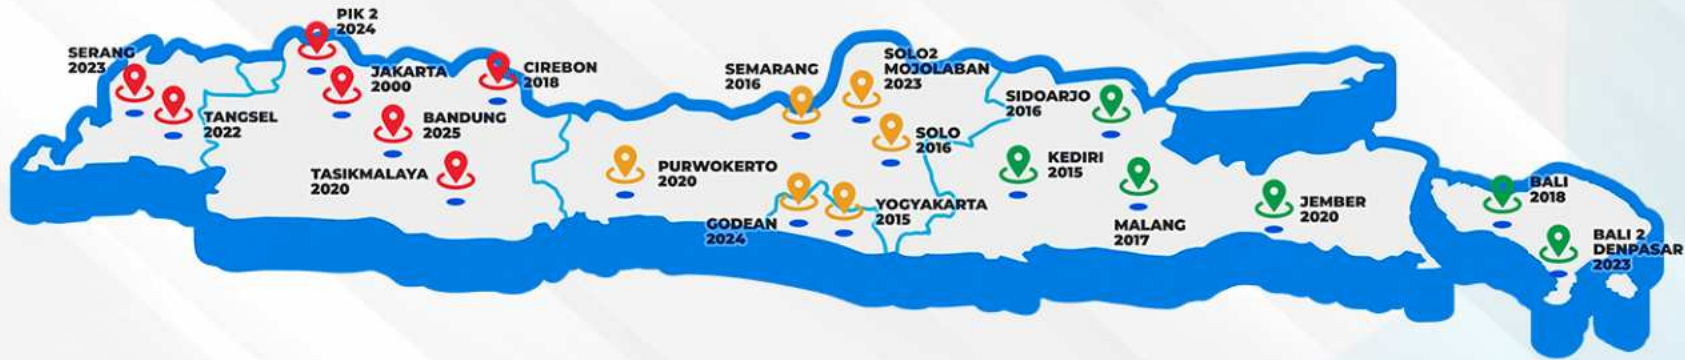 PIK 2
2024
SERANG
2023
TANGSEL
2022
JAKARTA
2000
CIREBON
2018
BANDUNG
2025
TASIKMALAYA
2020
SEMARANG
2016
SOLO2
MOJOLABAN
2023
SOLO
2016
PURWOKERTO
2020
GODEAN
2024
YOGYAKARTA
2015
SIDOARJO
2016
KEDIRI
2015
MALANG
2017
JEMBER
2020
BALI
2018
BALI 2
DENPASAR
2023